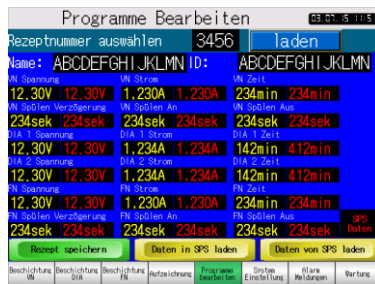 Programme Bearbeiten 03.07.15 11:5
Rezeptnummer auswählen 3456 laden
Name: ABCDEFGHIJKLMN ID: ABCDEFGHIJKLMN
VN Spannung VN Strom VN Zeit
12.30V 12.30V 1.230A 1.230A 234min 234min
VN Spülen Verzögerung VN Spülen An VN Spülen Aus
234sek 234sek 234sek 234sek 234sek 234sek
DIA 1 Spannung DIA 1 Strom DIA 1 Zeit
12.30V 12.30V 1.230A 1.230A 142min 412min
DIA 2 Spannung DIA 2 Strom DIA 2 Zeit
12.30V 12.30V 1.230A 1.230A 142min 412min
FN Spannung FN Strom FN Zeit
12.30V 12.30V 1.230A 1.230A 234min 234min
FN Spülen Verzögerung FN Spülen An FN Spülen Aus
234sek 234sek 234sek 234sek 234sek 234sek
SPS
Daten
Rezept speichern Daten in SPS laden Daten von SPS laden
Beschichtung Beschichtung Beschichtung Aufzeichnung Programme System Alarm Wartung
VN DIA FN bearbeiten Einstellung Meldungen